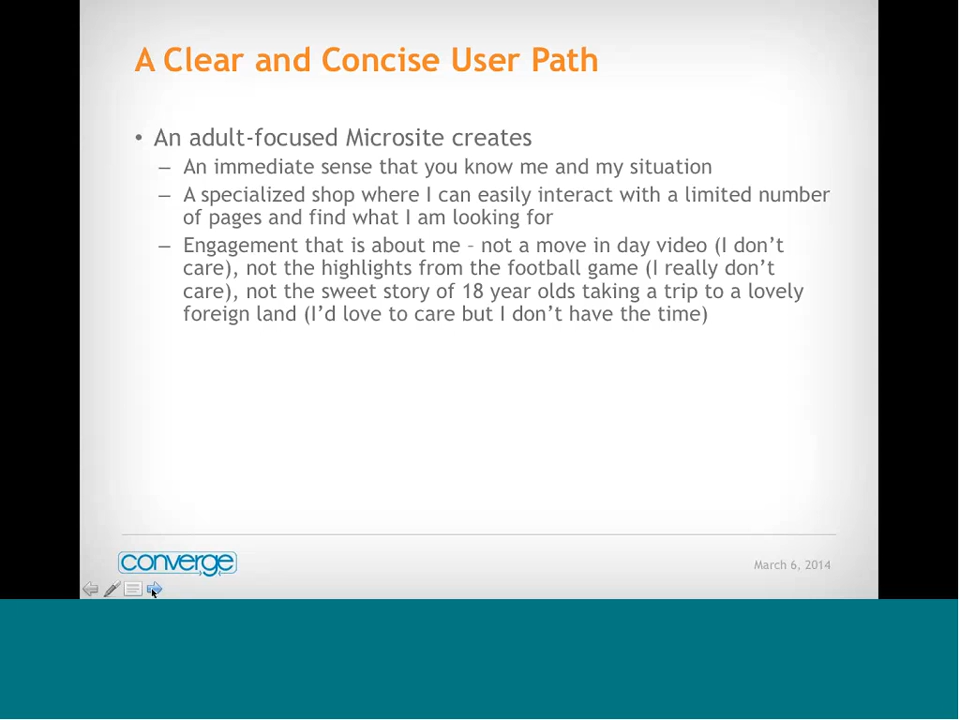 A Clear and Concise User Path
• An adult-focused Microsite creates
– An immediate sense that you know me and my situation
– A specialized shop where I can easily interact with a limited number
of pages and find what I am looking for
– Engagement that is about me – not a move in day video (I don’t
care), not the highlights from the football game (I really don’t
care), not the sweet story of 18 year olds taking a trip to a lovely
foreign land (I’d love to care but I don’t have the time)
converge
March 6, 2014